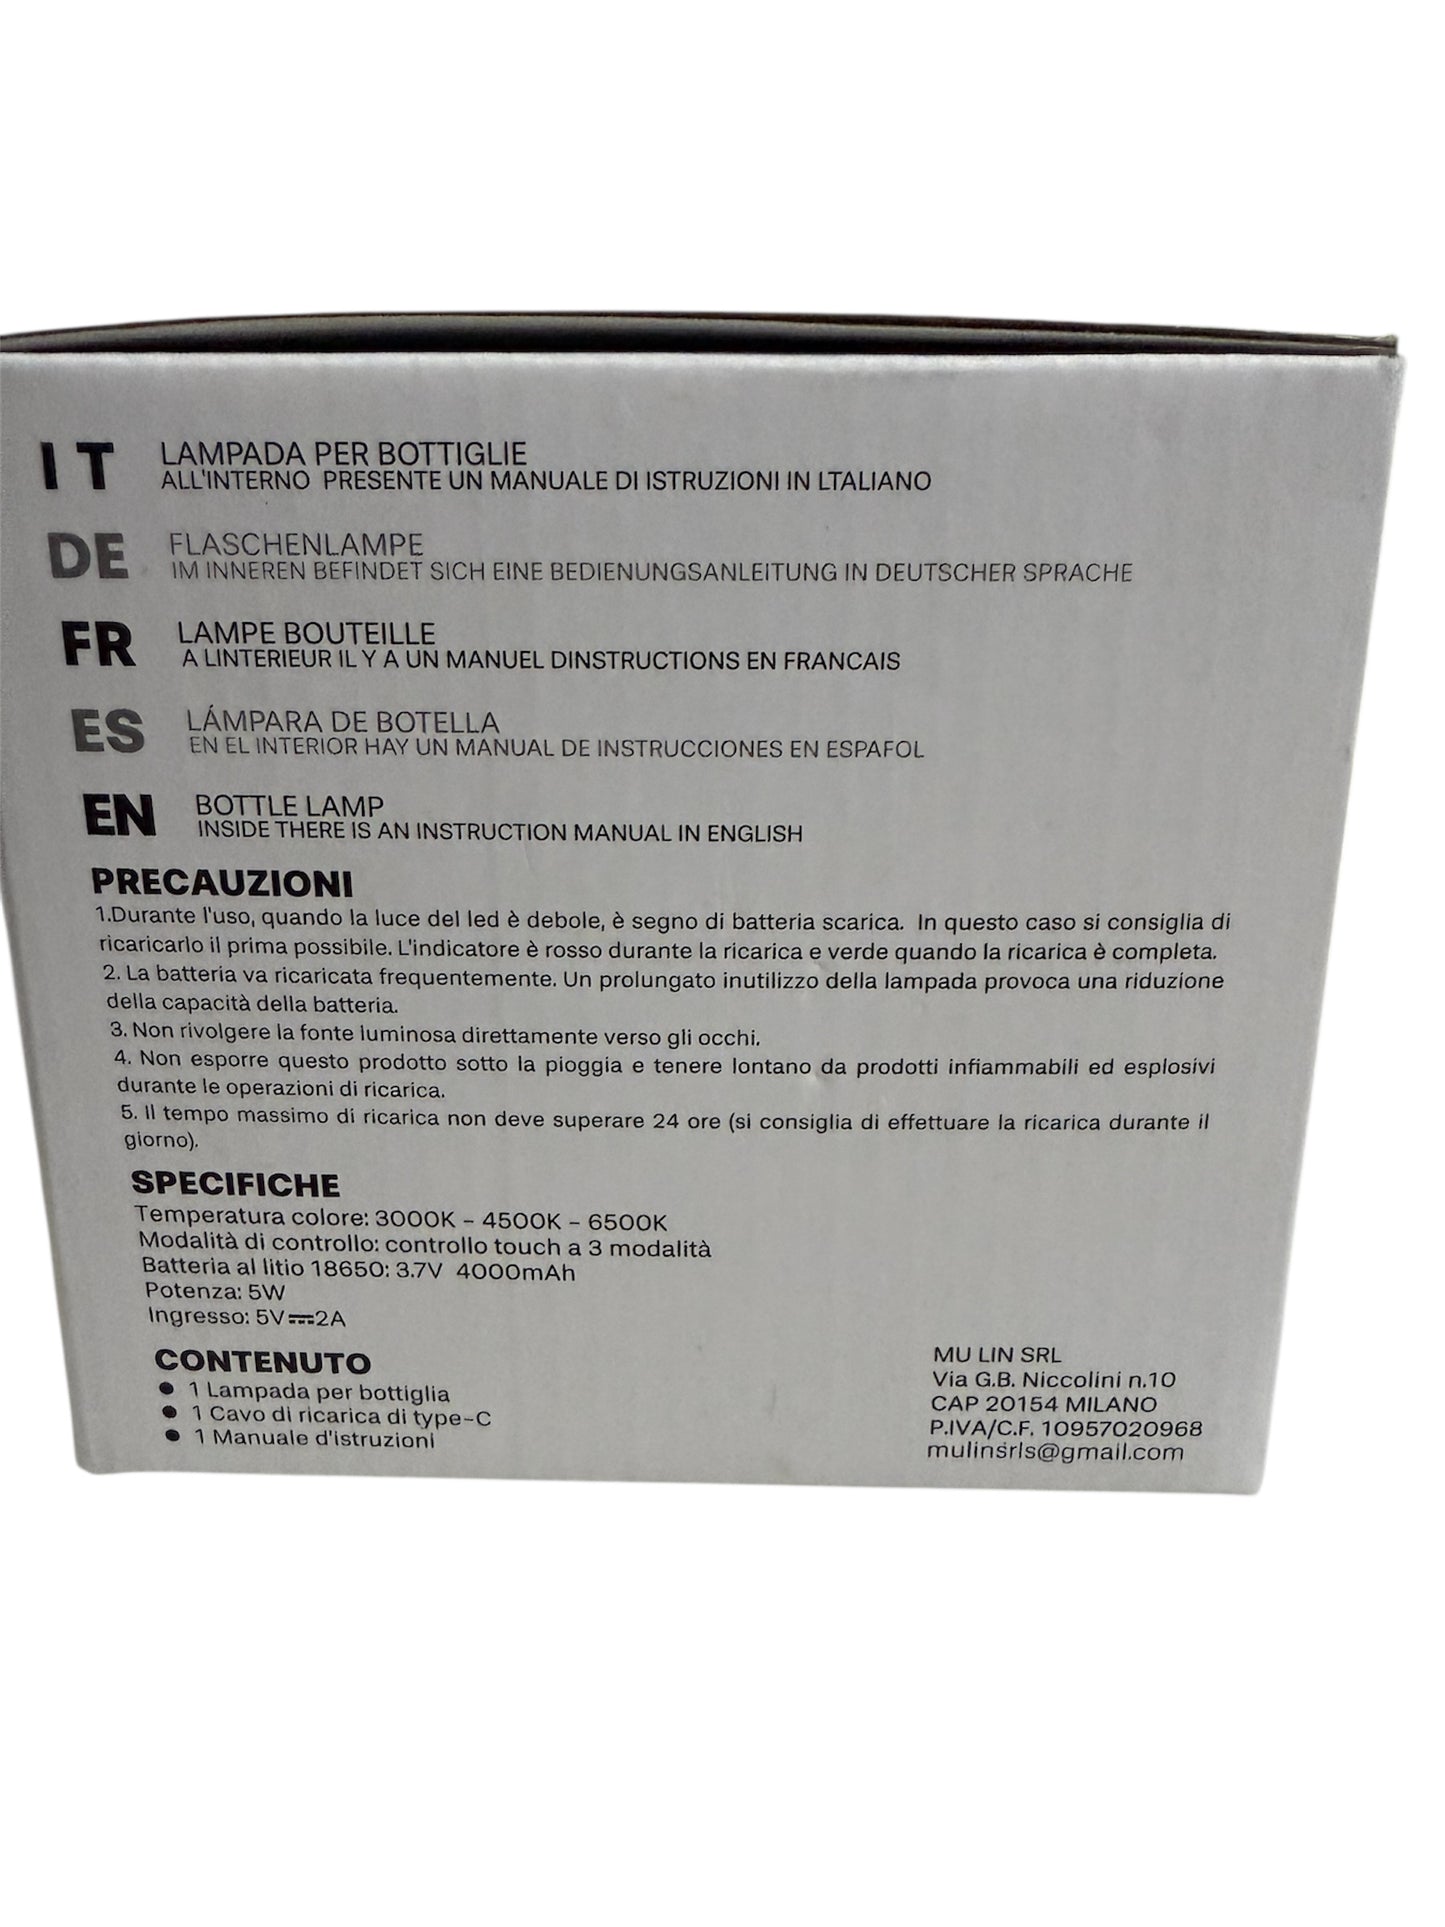 IT
LAMPADA PER BOTTIGLIE
ALL'INTERNO PRESENTE UN MANUALE DI ISTRUZIONI IN LTALIANO
DE
FLASCHENLAMPE
IM INNEREN BEFINDET SICH EINE BEDIENUNGSANLEITUNG IN DEUTSCHER SPRACHE
FR
LAMPE BOUTEILLE
A LINTERIEUR IL Y A UN MANUEL DINSTRUCTIONS EN FRANCAIS
ES
LÁMPARA DE BOTELLA
EN EL INTERIOR HAY UN MANUAL DE INSTRUCCIONES EN ESPAFOL
EN
BOTTLE LAMP
INSIDE THERE IS AN INSTRUCTION MANUAL IN ENGLISH
PRECAUZIONI
1.Durante l'uso, quando la luce del led è debole, è segno di batteria scarica. In questo caso si consiglia di
ricaricarlo il prima possibile. L'indicatore è rosso durante la ricarica e verde quando la ricarica è completa.
2. La batteria va ricaricata frequentemente. Un prolungato inutilizzo della lampada provoca una riduzione
della capacità della batteria.
3. Non rivolgere la fonte luminosa direttamente verso gli occhi.
4. Non esporre questo prodotto sotto la pioggia e tenere lontano da prodotti infiammabili ed esplosivi
durante le operazioni di ricarica.
5. Il tempo massimo di ricarica non deve superare 24 ore (si consiglia di effettuare la ricarica durante il
giorno).
SPECIFICHE
Temperatura colore: 3000K - 4500K - 6500K
Modalità di controllo: controllo touch a 3 modalità
Batteria al litio 18650: 3.7V 4000mAh
Potenza: 5W
Ingresso: 5V⎓2A
CONTENUTO
● 1 Lampada per bottiglia
● 1 Cavo di ricarica di type-C
● 1 Manuale d'istruzioni
MU LIN SRL
Via G.B. Niccolini n.10
CAP 20154 MILANO
P.IVA/C.F. 10957020968
mulinsrls@gmail.com